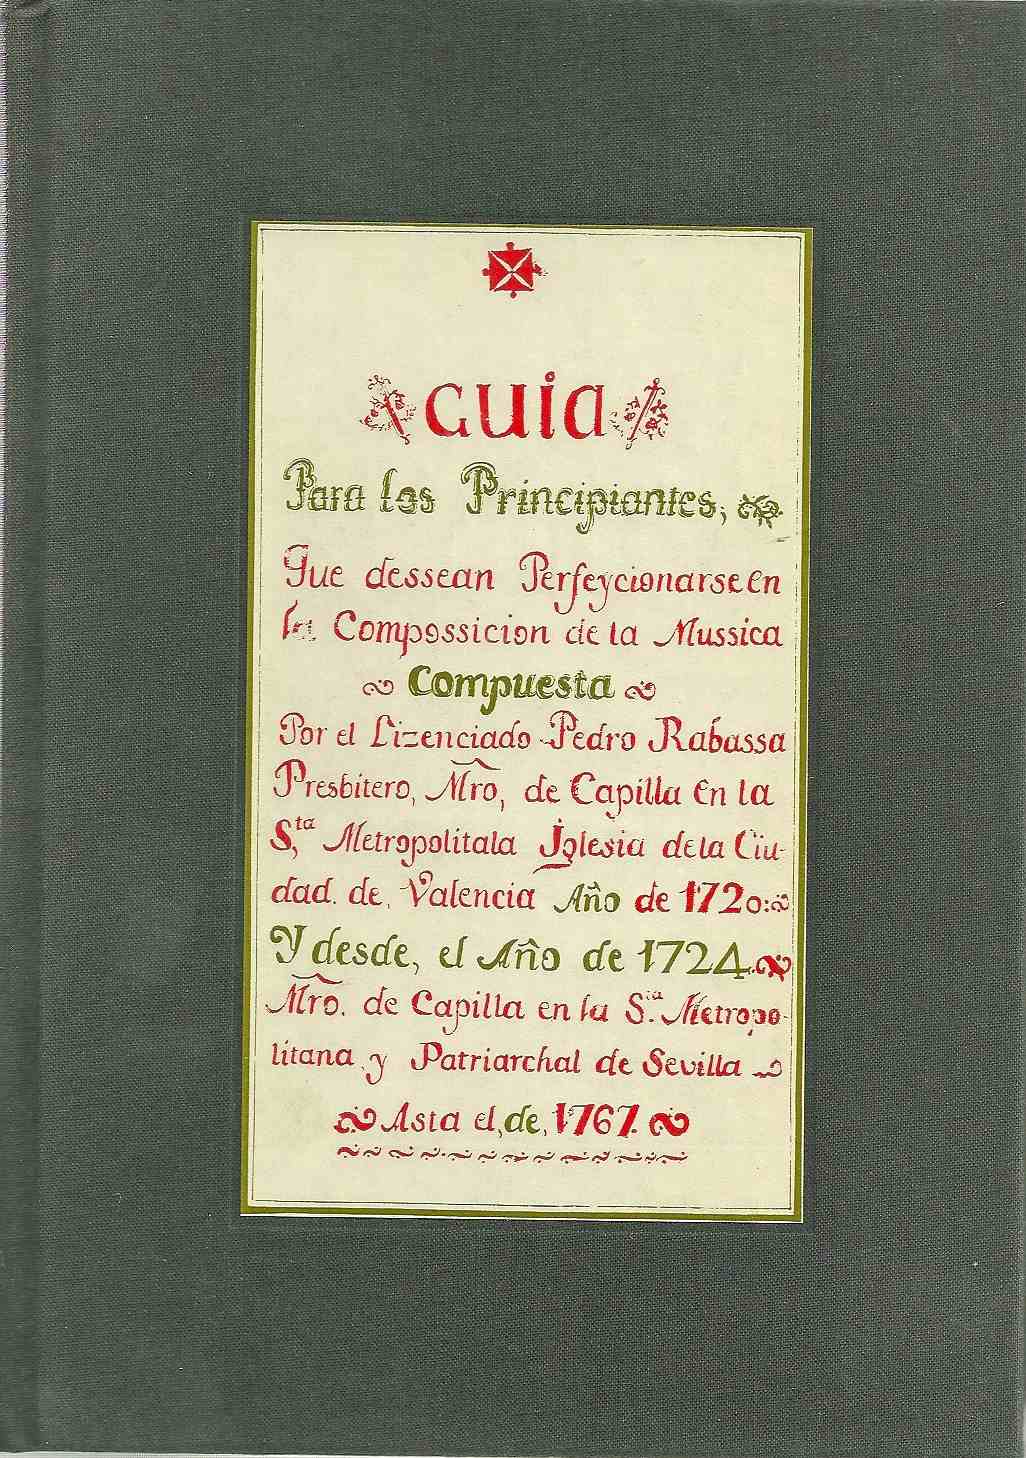 GUIA
Para los Principiantes,
que dessean Perfeycionarse en
la Compossicion de la Mussica
Compuesta
Por el Lizenciado Pedro Rabassa
Presbitero, Mro, de Capilla en la
S,ta Metropolitala Jglesia de la Ciu-
dad. de, Valencia Año de 1720:
Y desde, el Año de 1724.
Mro. de Capilla en la S.ta Metropo-
litana y Patriarchal de Sevilla
Asta el, de, 1767.